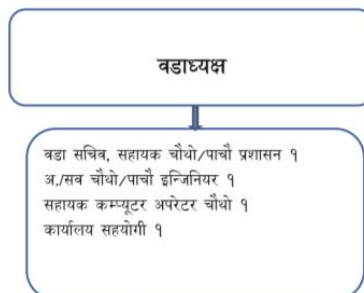 वडाध्यक्ष
वडा सचिव, सहायक चौथो/पाचौ प्रशासन १
अ./सव चौथो/पाचौ इन्जिनियर १
सहायक कम्प्यूटर अपरेटर चौथो १
कार्यालय सहयोगी १